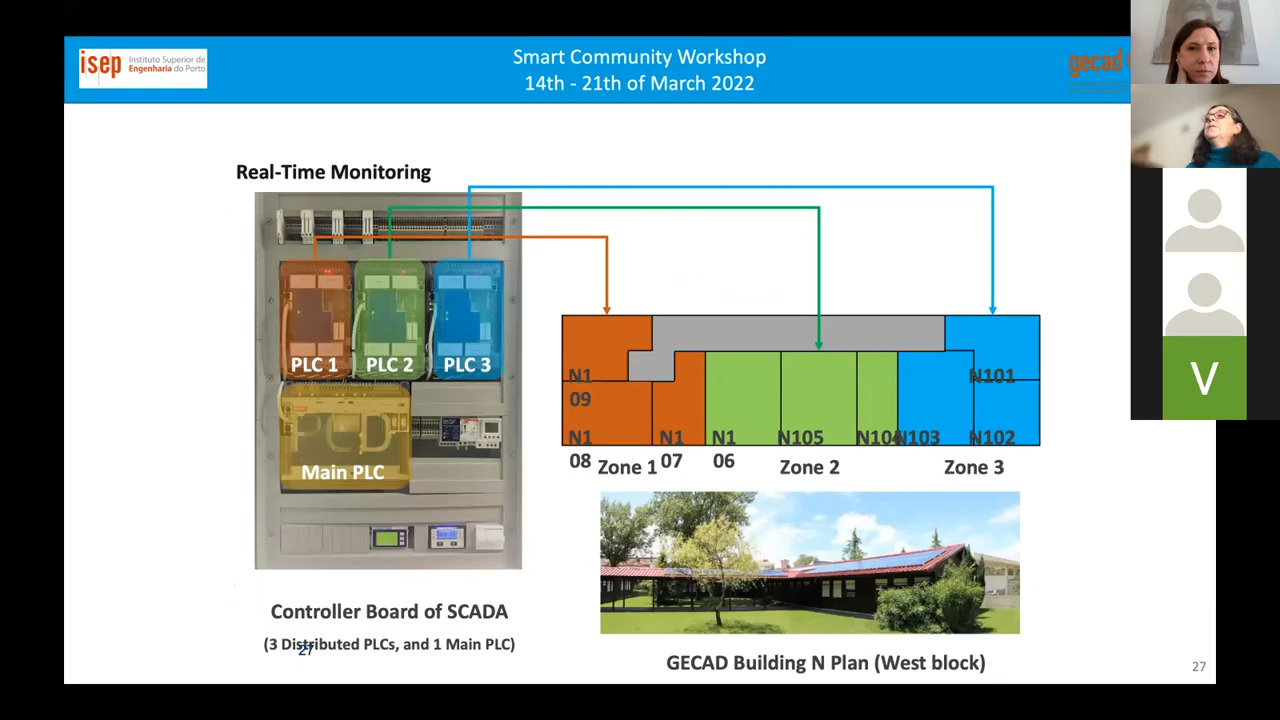 isep Instituto Superior de
Engenharia do Porto
Smart Community Workshop
14th - 21th of March 2022
gecad
Real-Time Monitoring
PLC 1
PLC 2
PLC 3
Main PLC
N1
09
N1
08
N1
07
N1
06
N105
N104
N103
N101
N102
Zone 1
Zone 2
Zone 3
V
Controller Board of SCADA
(3 Distributed PLCs, and 1 Main PLC)
27
GECAD Building N Plan (West block)
27